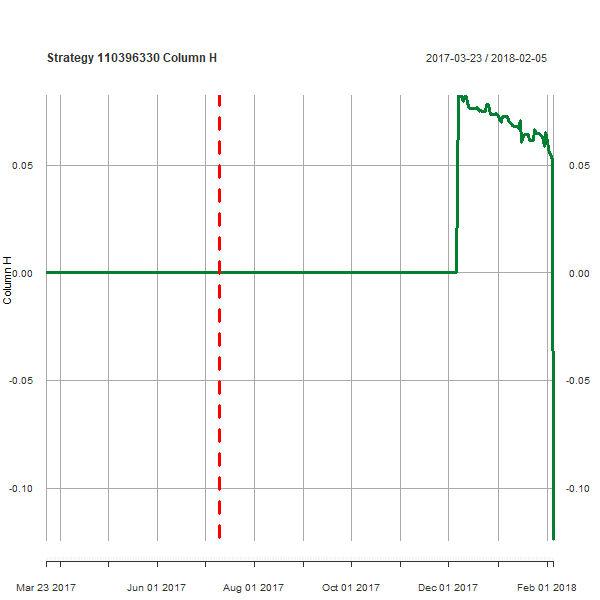 Strategy 110396330 Column H
2017-03-23 / 2018-02-05
0.05
0.05
0.00
0.00
Column H
-0.05
-0.05
-0.10
-0.10
Mar 23 2017
Jun 01 2017
Aug 01 2017
Oct 01 2017
Dec 01 2017
Feb 01 2018